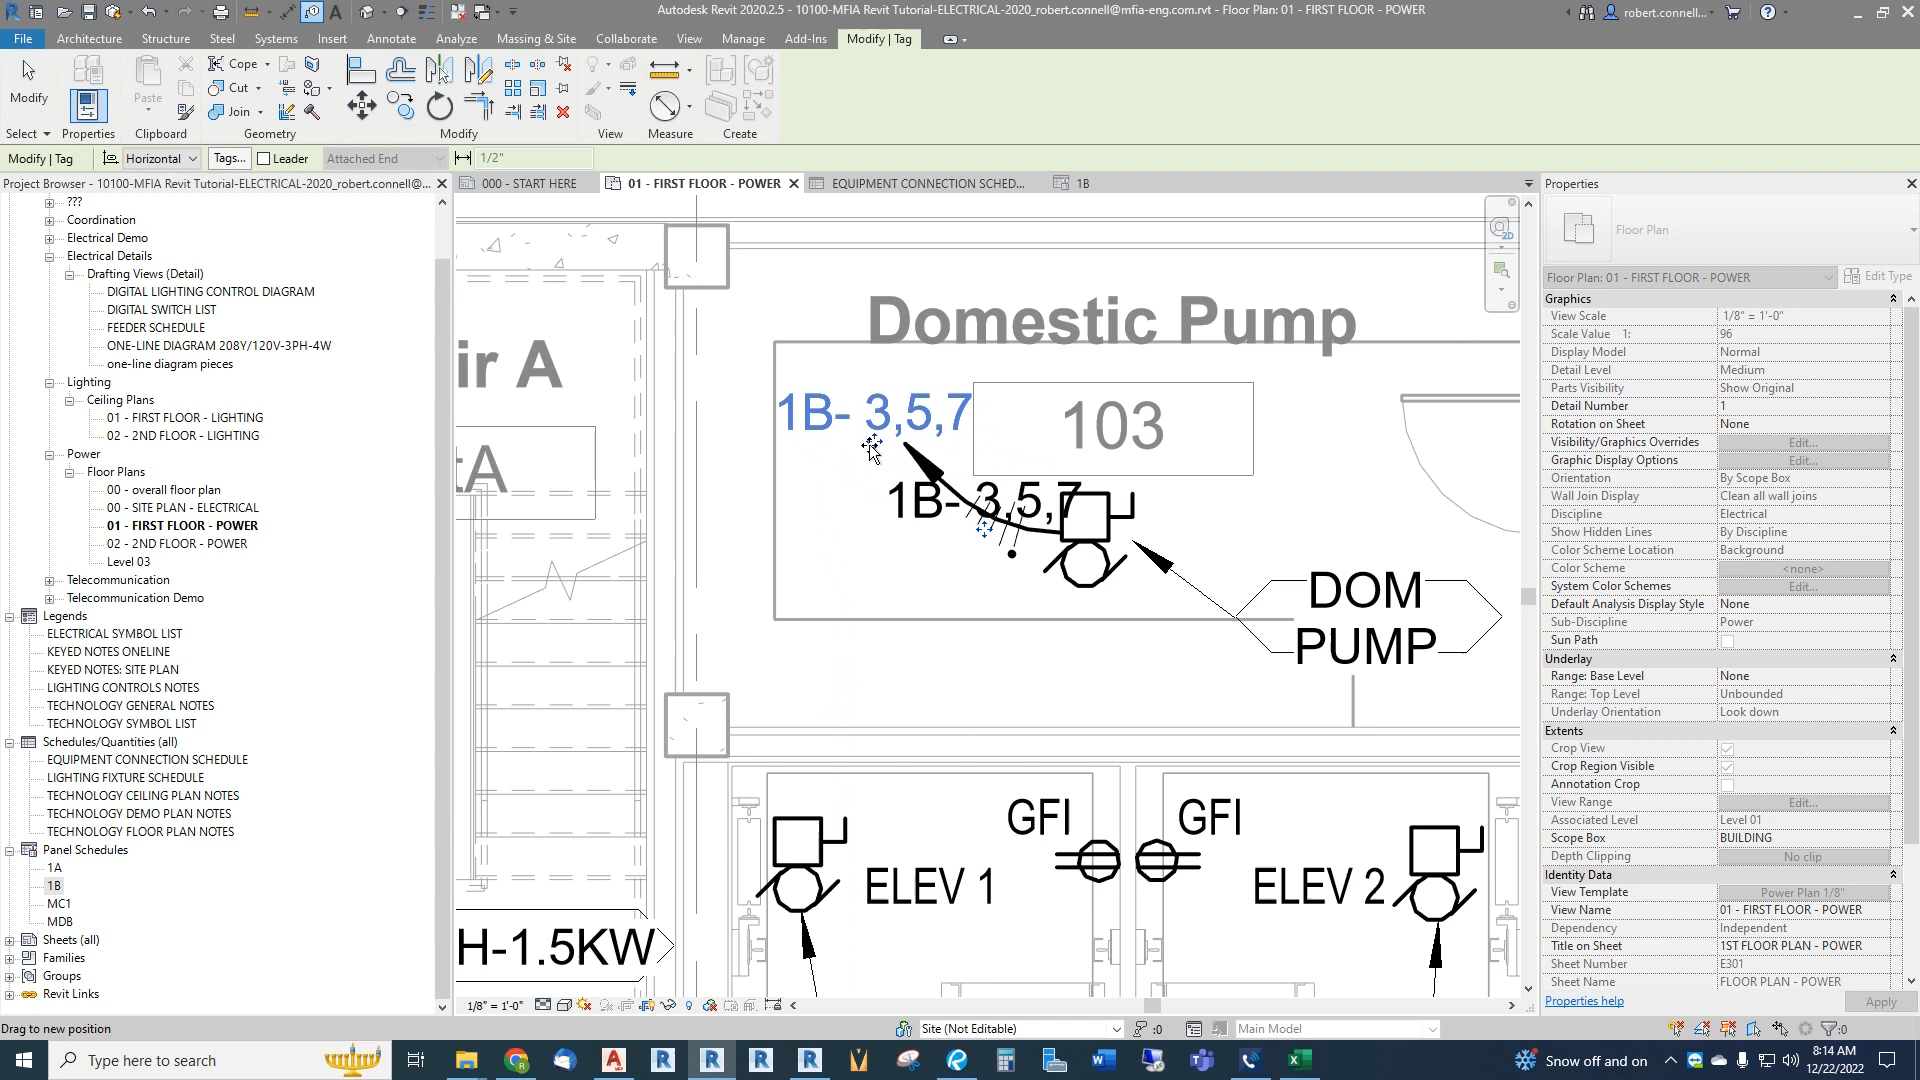 Autodesk Revit 2020.2.5 - 10100-MFIA Revit Tutorial-ELECTRICAL-2020_robert.connell@mfia-eng.com.rvt - Floor Plan: 01 - FIRST FLOOR - POWER
robert.connell...
File Architecture Structure Steel Systems Insert Annotate Analyze Massing & Site Collaborate View Manage Add-Ins Modify | Tag
Modify Paste Cope Cut Join
Select Properties Clipboard Geometry Modify View Measure Create
Modify | Tag Horizontal Tags... Leader Attached End 1/2"
Project Browser - 10100-MFIA Revit Tutorial-ELECTRICAL-2020_robert.connell@...
???
Coordination
Electrical Demo
Electrical Details
Drafting Views (Detail)
DIGITAL LIGHTING CONTROL DIAGRAM
DIGITAL SWITCH LIST
FEEDER SCHEDULE
ONE-LINE DIAGRAM 208Y/120V-3PH-4W
one-line diagram pieces
Lighting
Ceiling Plans
01 - FIRST FLOOR - LIGHTING
02 - 2ND FLOOR - LIGHTING
Power
Floor Plans
00 - overall floor plan
00 - SITE PLAN - ELECTRICAL
01 - FIRST FLOOR - POWER
02 - 2ND FLOOR - POWER
Level 03
Telecommunication
Telecommunication Demo
Legends
ELECTRICAL SYMBOL LIST
KEYED NOTES ONELINE
KEYED NOTES: SITE PLAN
LIGHTING CONTROLS NOTES
TECHNOLOGY GENERAL NOTES
TECHNOLOGY SYMBOL LIST
Schedules/Quantities (all)
EQUIPMENT CONNECTION SCHEDULE
LIGHTING FIXTURE SCHEDULE
TECHNOLOGY CEILING PLAN NOTES
TECHNOLOGY DEMO PLAN NOTES
TECHNOLOGY FLOOR PLAN NOTES
Panel Schedules
1A
1B
MC1
MDB
Sheets (all)
Families
Groups
Revit Links
000 - START HERE 01 - FIRST FLOOR - POWER EQUIPMENT CONNECTION SCHED... 1B
2D
Domestic Pump
ir A
1B- 3,5,7
103
tA
1B- 3,5,7
DOM
PUMP
GFI GFI
ELEV 1 ELEV 2
H-1.5KW
1/8" = 1'-0"
Properties
Floor Plan
Floor Plan: 01 - FIRST FLOOR - POWER Edit Type
Graphics
View Scale 1/8" = 1'-0"
Scale Value 1: 96
Display Model Normal
Detail Level Medium
Parts Visibility Show Original
Detail Number 1
Rotation on Sheet None
Visibility/Graphics Overrides Edit...
Graphic Display Options Edit...
Orientation By Scope Box
Wall Join Display Clean all wall joins
Discipline Electrical
Show Hidden Lines By Discipline
Color Scheme Location Background
Color Scheme <none>
System Color Schemes Edit...
Default Analysis Display Style None
Sub-Discipline Power
Sun Path
Underlay
Range: Base Level None
Range: Top Level Unbounded
Underlay Orientation Look down
Extents
Crop View
Crop Region Visible
Annotation Crop
View Range Edit...
Associated Level Level 01
Scope Box BUILDING
Depth Clipping No clip
Identity Data
View Template Power Plan 1/8"
View Name 01 - FIRST FLOOR - POWER
Dependency Independent
Title on Sheet 1ST FLOOR PLAN - POWER
Sheet Number E301
Sheet Name FLOOR PLAN - POWER
Properties help Apply
Drag to new position Site (Not Editable) :0 Main Model :0
Type here to search
Snow off and on
8:14 AM
12/22/2022